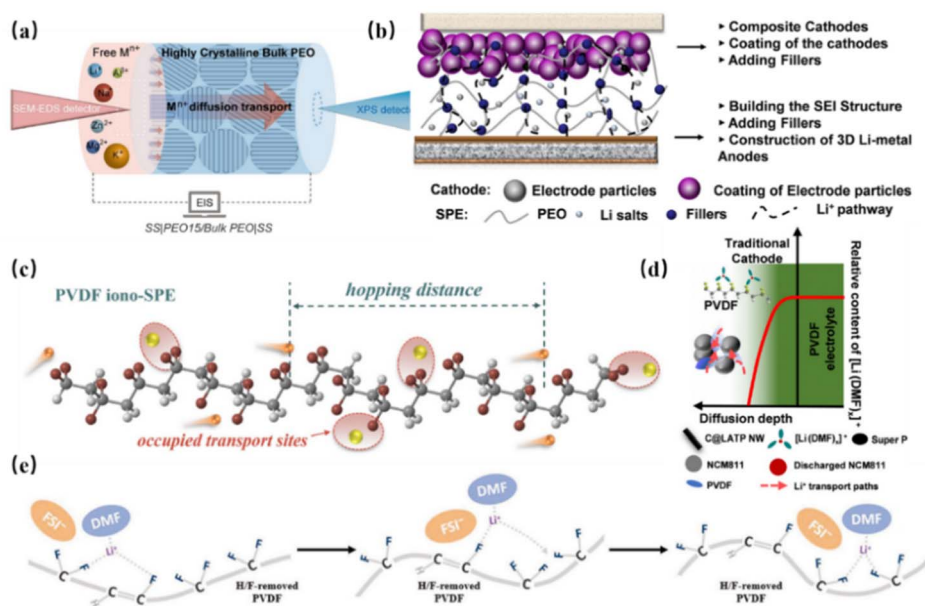 (a)
Free Mⁿ⁺
Highly Crystalline Bulk PEO
SEM-EDS detector
Mⁿ⁺ diffusion transport
XPS detector
Na⁺
Zn²⁺
Mg²⁺
K⁺
EIS
SS|PEO15/Bulk PEO|SS
(b)
▸ Composite Cathodes
▸ Coating of the cathodes
▸ Adding Fillers
▸ Building the SEI Structure
▸ Adding Fillers
▸ Construction of 3D Li-metal
Anodes
Cathode:
Electrode particles
Coating of Electrode particles
SPE:
PEO
Li salts
Fillers
Li⁺ pathway
(c)
PVDF iono-SPE
hopping distance
occupied transport sites
(d)
Traditional
Cathode
PVDF
PVDF
electrolyte
Relative content of [Li(DMF)ₓ]⁺
Diffusion depth
C@LATP NW
[Li(DMF)ₓ]⁺
Super P
NCM811
Discharged NCM811
PVDF
Li⁺ transport paths
(e)
FSI⁻
DMF
Li⁺
F
F
F
F
F
F
C
C
C
C
H/F-removed
PVDF
DMF
FSI⁻
Li⁺
F
F
F
F
C
C
C
C
H/F-removed
PVDF
FSI⁻
DMF
Li⁺
F
F
F
F
C
C
C
C
H/F-removed
PVDF